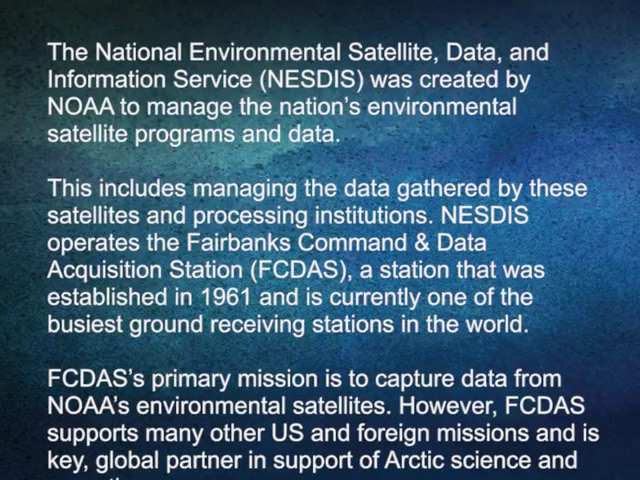 The National Environmental Satellite, Data, and
Information Service (NESDIS) was created by
NOAA to manage the nation's environmental
satellite programs and data.
This includes managing the data gathered by these
satellites and processing institutions. NESDIS
operates the Fairbanks Command & Data
Acquisition Station (FCDAS), a station that was
established in 1961 and is currently one of the
busiest ground receiving stations in the world.
FCDAS's primary mission is to capture data from
NOAA's environmental satellites. However, FCDAS
supports many other US and foreign missions and is
key, global partner in support of Arctic science and